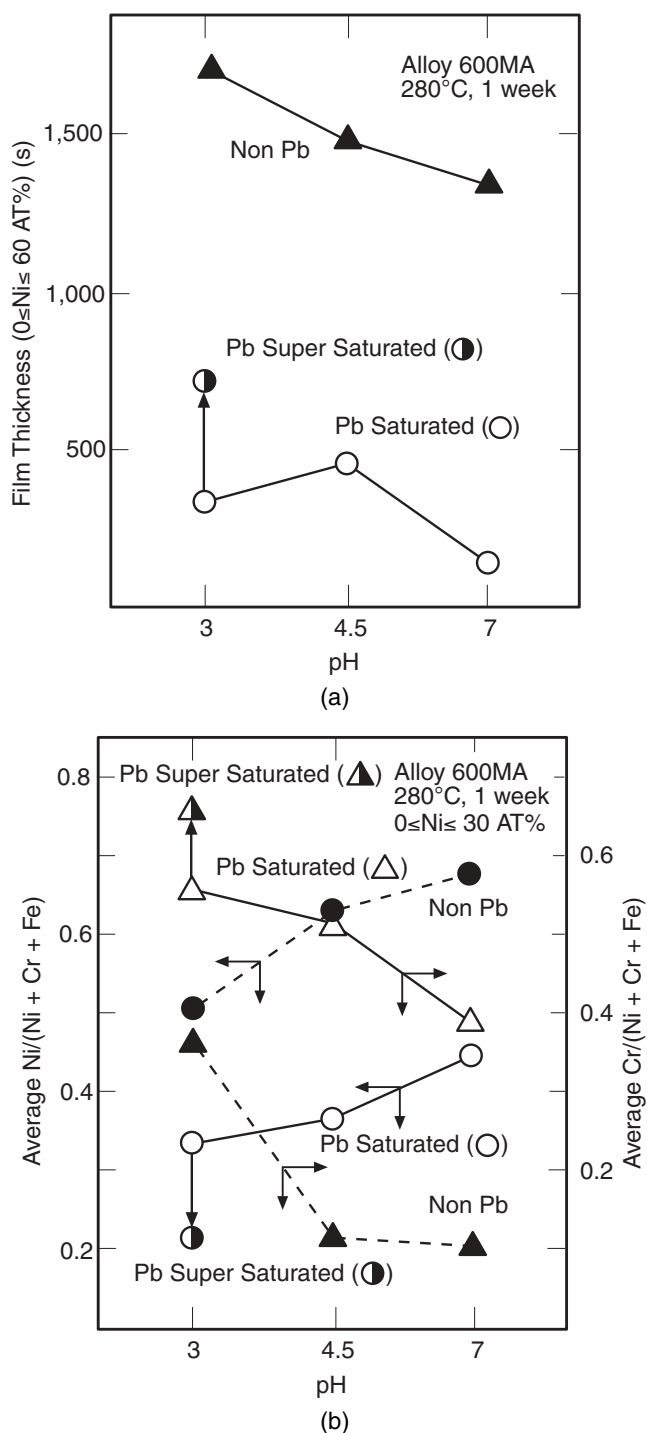 Film Thickness (0≤Ni≤ 60 AT%) (s)
1,500
1,000
500
Alloy 600MA
280°C, 1 week
Non Pb
Pb Super Saturated (◑)
Pb Saturated (○)
3
4.5
7
pH
(a)
Average Ni/(Ni + Cr + Fe)
0.8
0.6
0.4
0.2
Pb Super Saturated (◮)
Alloy 600MA
280°C, 1 week
0≤Ni≤ 30 AT%
Pb Saturated (△)
Non Pb
Pb Saturated (○)
Non Pb
Pb Super Saturated (◑)
0.6
0.4
0.2
Average Cr/(Ni + Cr + Fe)
3
4.5
7
pH
(b)